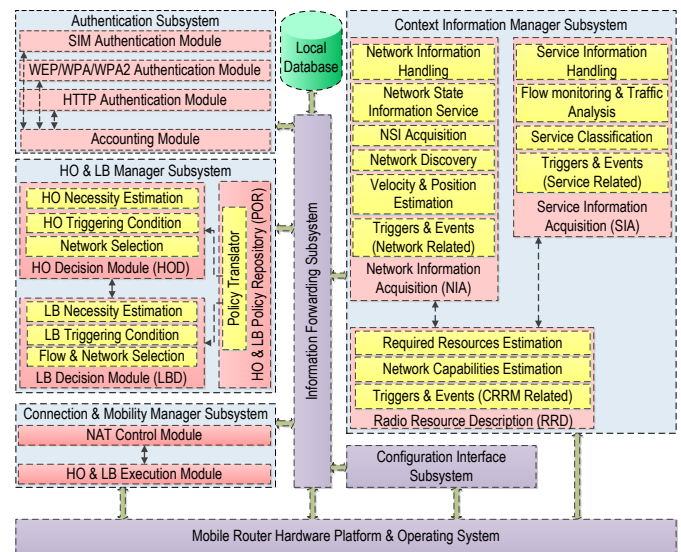 Authentication Subsystem
SIM Authentication Module
WEP/WPA/WPA2 Authentication Module
HTTP Authentication Module
Accounting Module
Local
Database
Context Information Manager Subsystem
Network Information
Handling
Network State
Information Service
NSI Acquisition
Network Discovery
Velocity & Position
Estimation
Triggers & Events
(Network Related)
Network Information
Acquisition (NIA)
Service Information
Handling
Flow monitoring & Traffic
Analysis
Service Classification
Triggers & Events
(Service Related)
Service Information
Acquisition (SIA)
HO & LB Manager Subsystem
HO Necessity Estimation
HO Triggering Condition
Network Selection
HO Decision Module (HOD)
LB Necessity Estimation
LB Triggering Condition
Flow & Network Selection
LB Decision Module (LBD)
Policy Translator
HO & LB Policy Repository (POR)
Information Forwarding Subsystem
Required Resources Estimation
Network Capabilities Estimation
Triggers & Events (CRRM Related)
Radio Resource Description (RRD)
Connection & Mobility Manager Subsystem
NAT Control Module
HO & LB Execution Module
Configuration Interface
Subsystem
Mobile Router Hardware Platform & Operating System